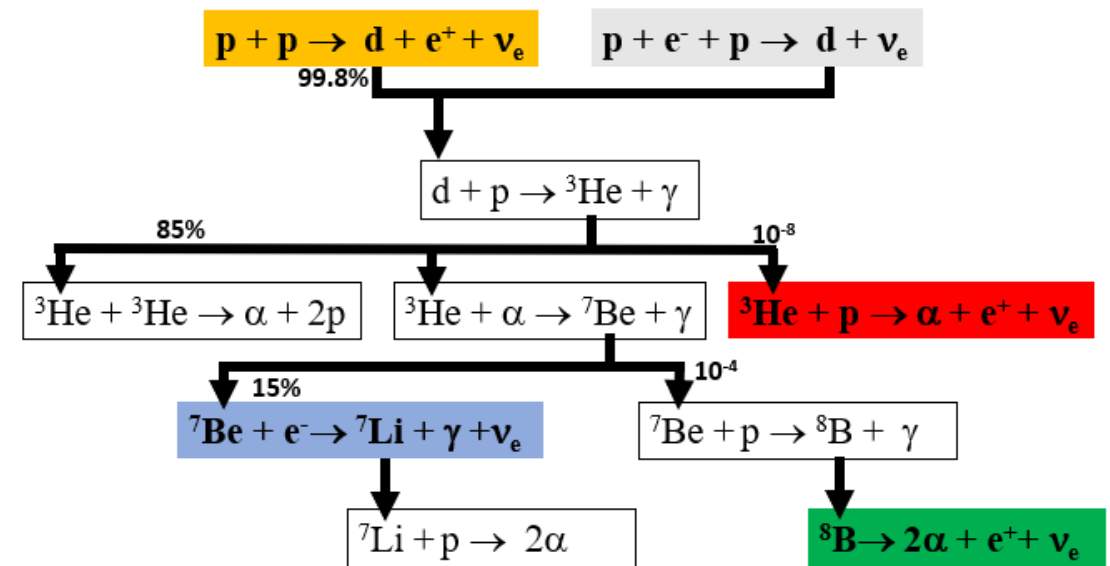 p + p → d + e⁺ + νₑ
p + e⁻ + p → d + νₑ
99.8%
d + p → ³He + γ
85%
10⁻⁸
³He + ³He → α + 2p
³He + α → ⁷Be + γ
³He + p → α + e⁺ + νₑ
15%
10⁻⁴
⁷Be + e⁻→ ⁷Li + γ +νₑ
⁷Be + p → ⁸B + γ
⁷Li + p → 2α
⁸B→ 2α + e⁺+ νₑ